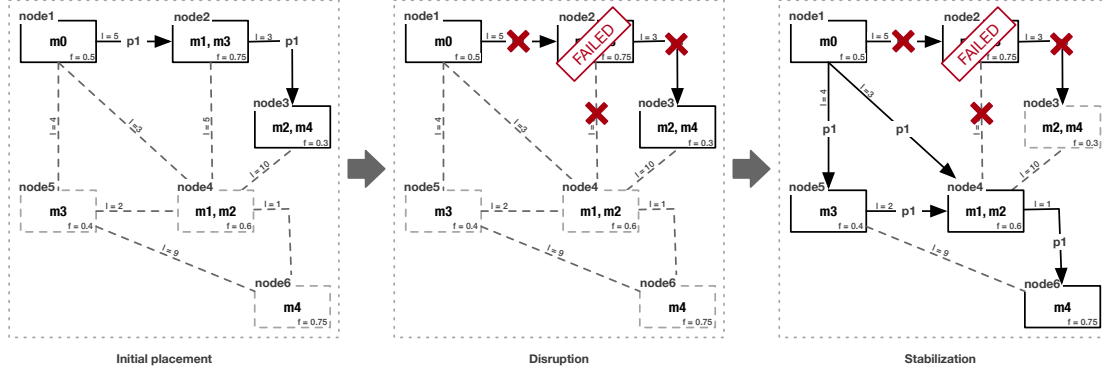 node1
m0
f = 0.5
l = 5
p1
node2
m1, m3
f = 0.75
l = 3
p1
node3
m2, m4
f = 0.3
l = 4
l =3
l = 5
l = 10
node5
m3
f = 0.4
l = 2
node4
m1, m2
f = 0.6
l = 1
l = 9
node6
m4
f = 0.75
Initial placement
node1
m0
f = 0.5
l = 5
node2
FAILED
f = 0.75
l = 3
node3
m2, m4
f = 0.3
l = 4
l =3
l = 10
node5
m3
f = 0.4
l = 2
node4
m1, m2
f = 0.6
l = 1
l = 9
node6
m4
f = 0.75
Disruption
node1
m0
f = 0.5
l = 5
node2
FAILED
f = 0.75
l = 3
node3
m2, m4
f = 0.3
l = 4
p1
l =3
p1
l = 10
node5
m3
f = 0.4
l = 2
p1
node4
m1, m2
f = 0.6
l = 1
p1
l = 9
node6
m4
f = 0.75
Stabilization